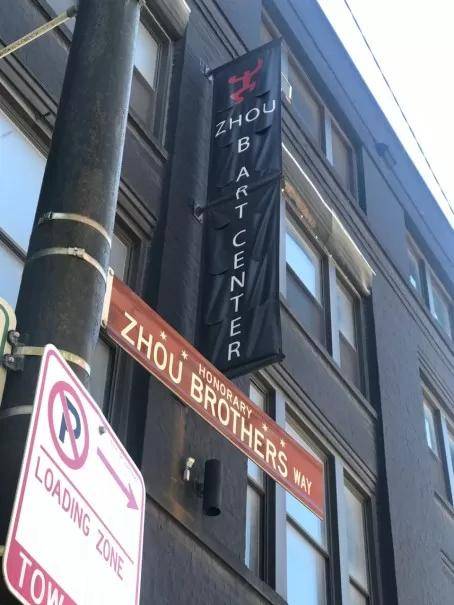 ZHOU
B
ART
CENTER
HONORARY
ZHOU BROTHERS WAY
P
LOADING ZONE
TOW